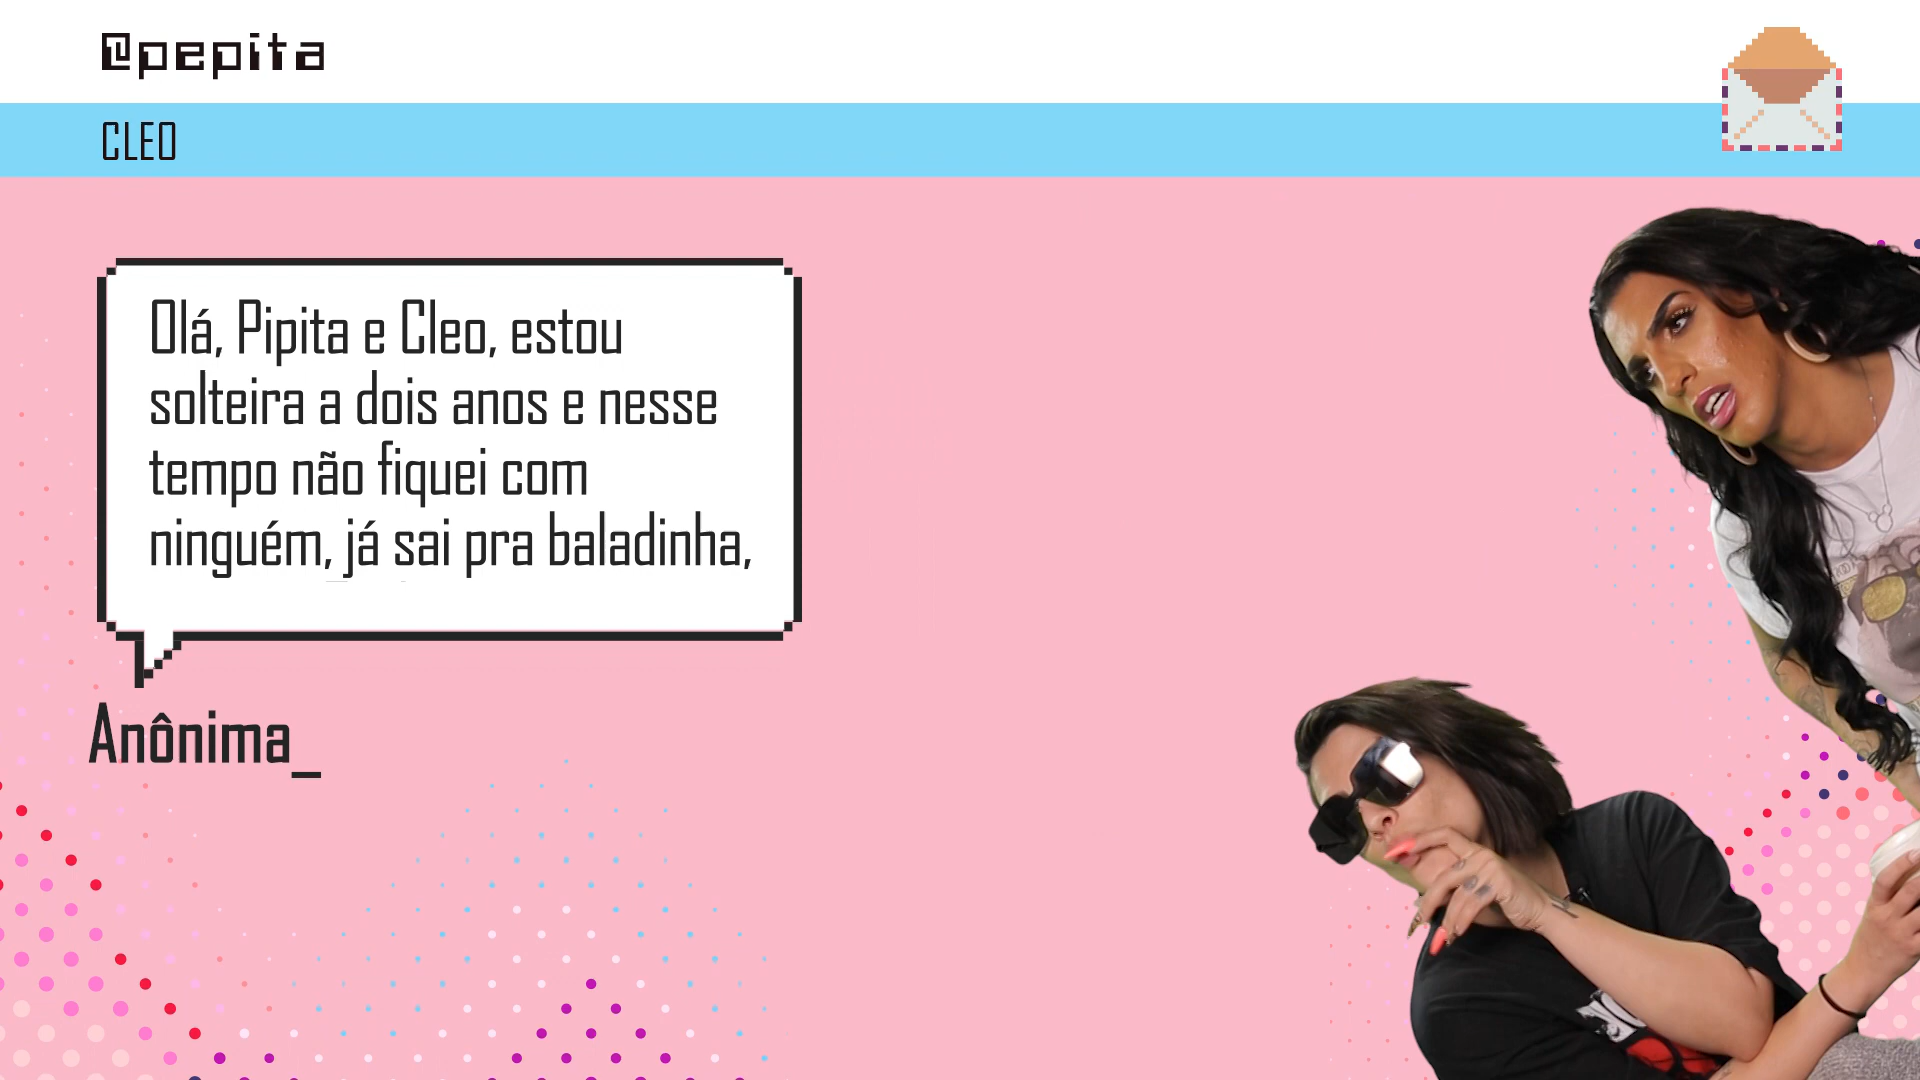 @pepita
CLEO
Olá, Pipita e Cleo, estou
solteira a dois anos e nesse
tempo não fiquei com
ninguém, já sai pra baladinha,
Anônima_